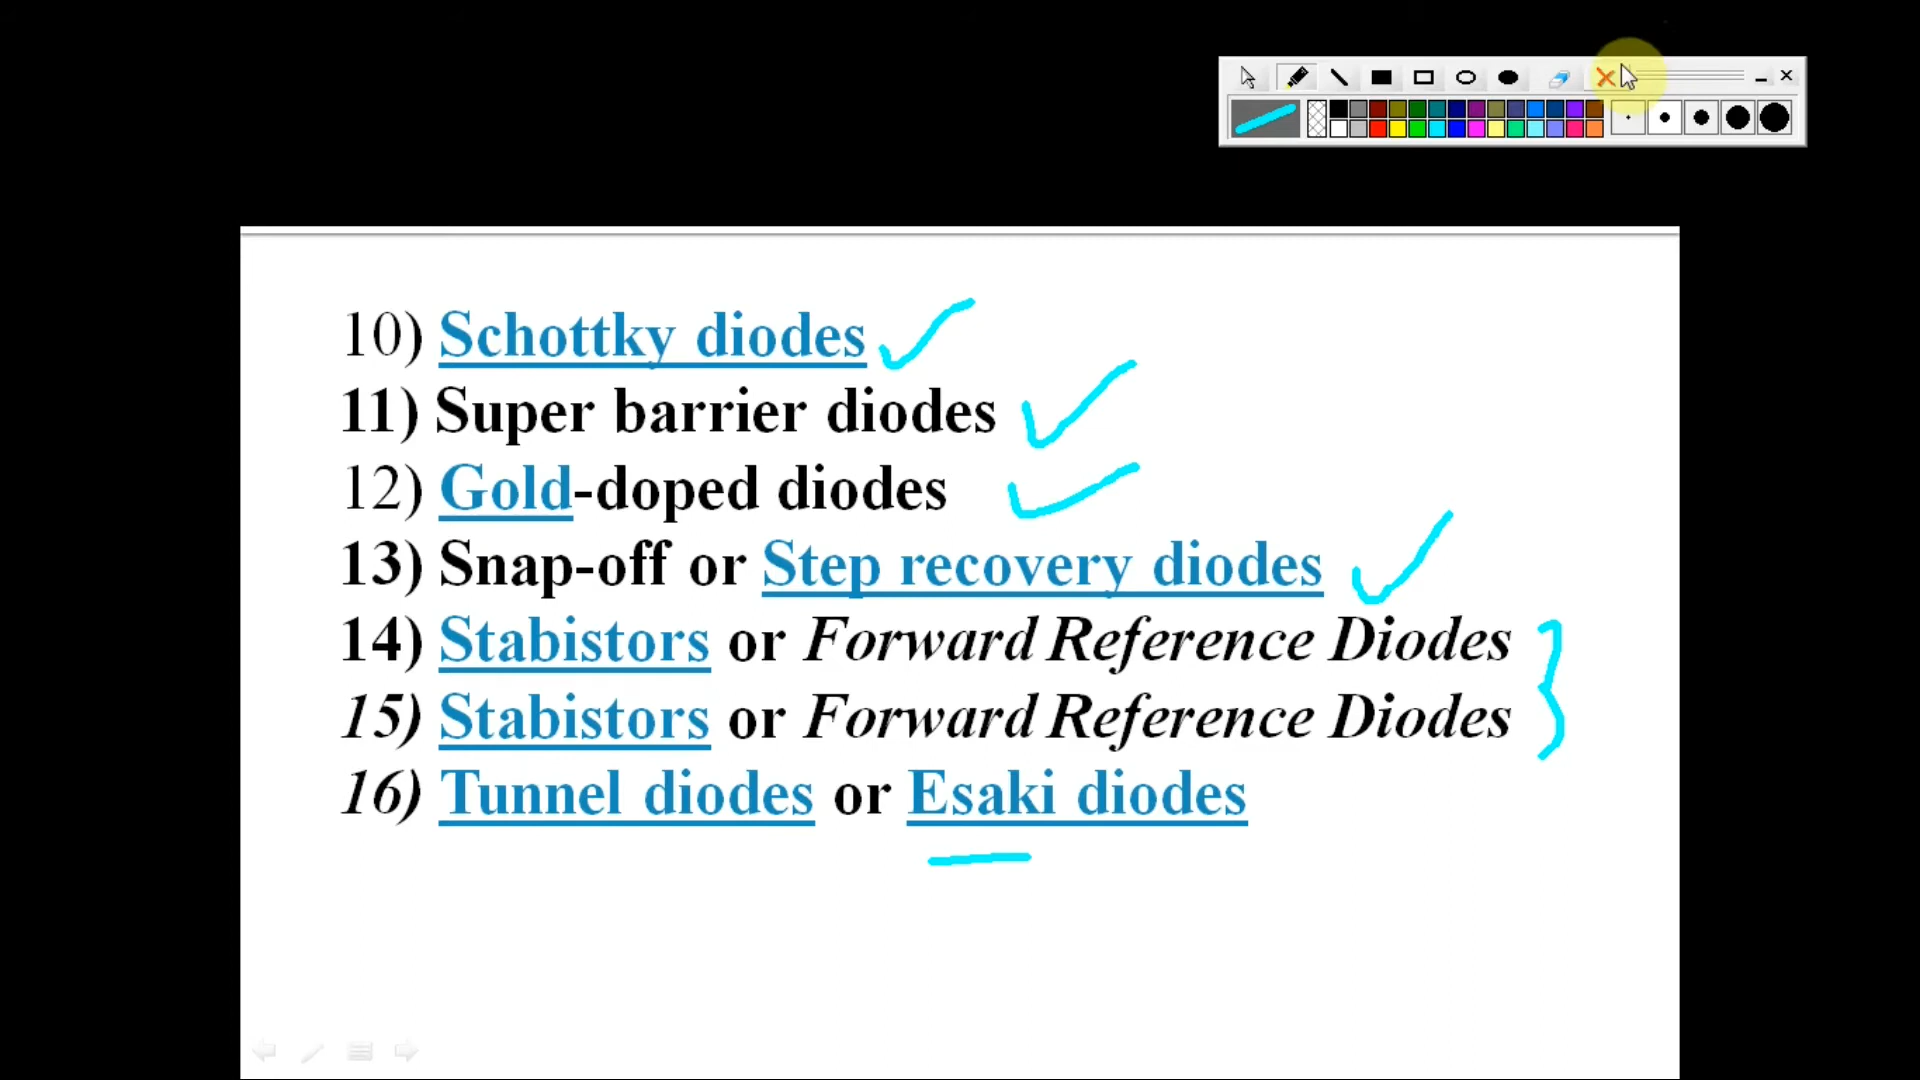 10) Schottky diodes
11) Super barrier diodes
12) Gold-doped diodes
13) Snap-off or Step recovery diodes
14) Stabistors or Forward Reference Diodes
15) Stabistors or Forward Reference Diodes
16) Tunnel diodes or Esaki diodes